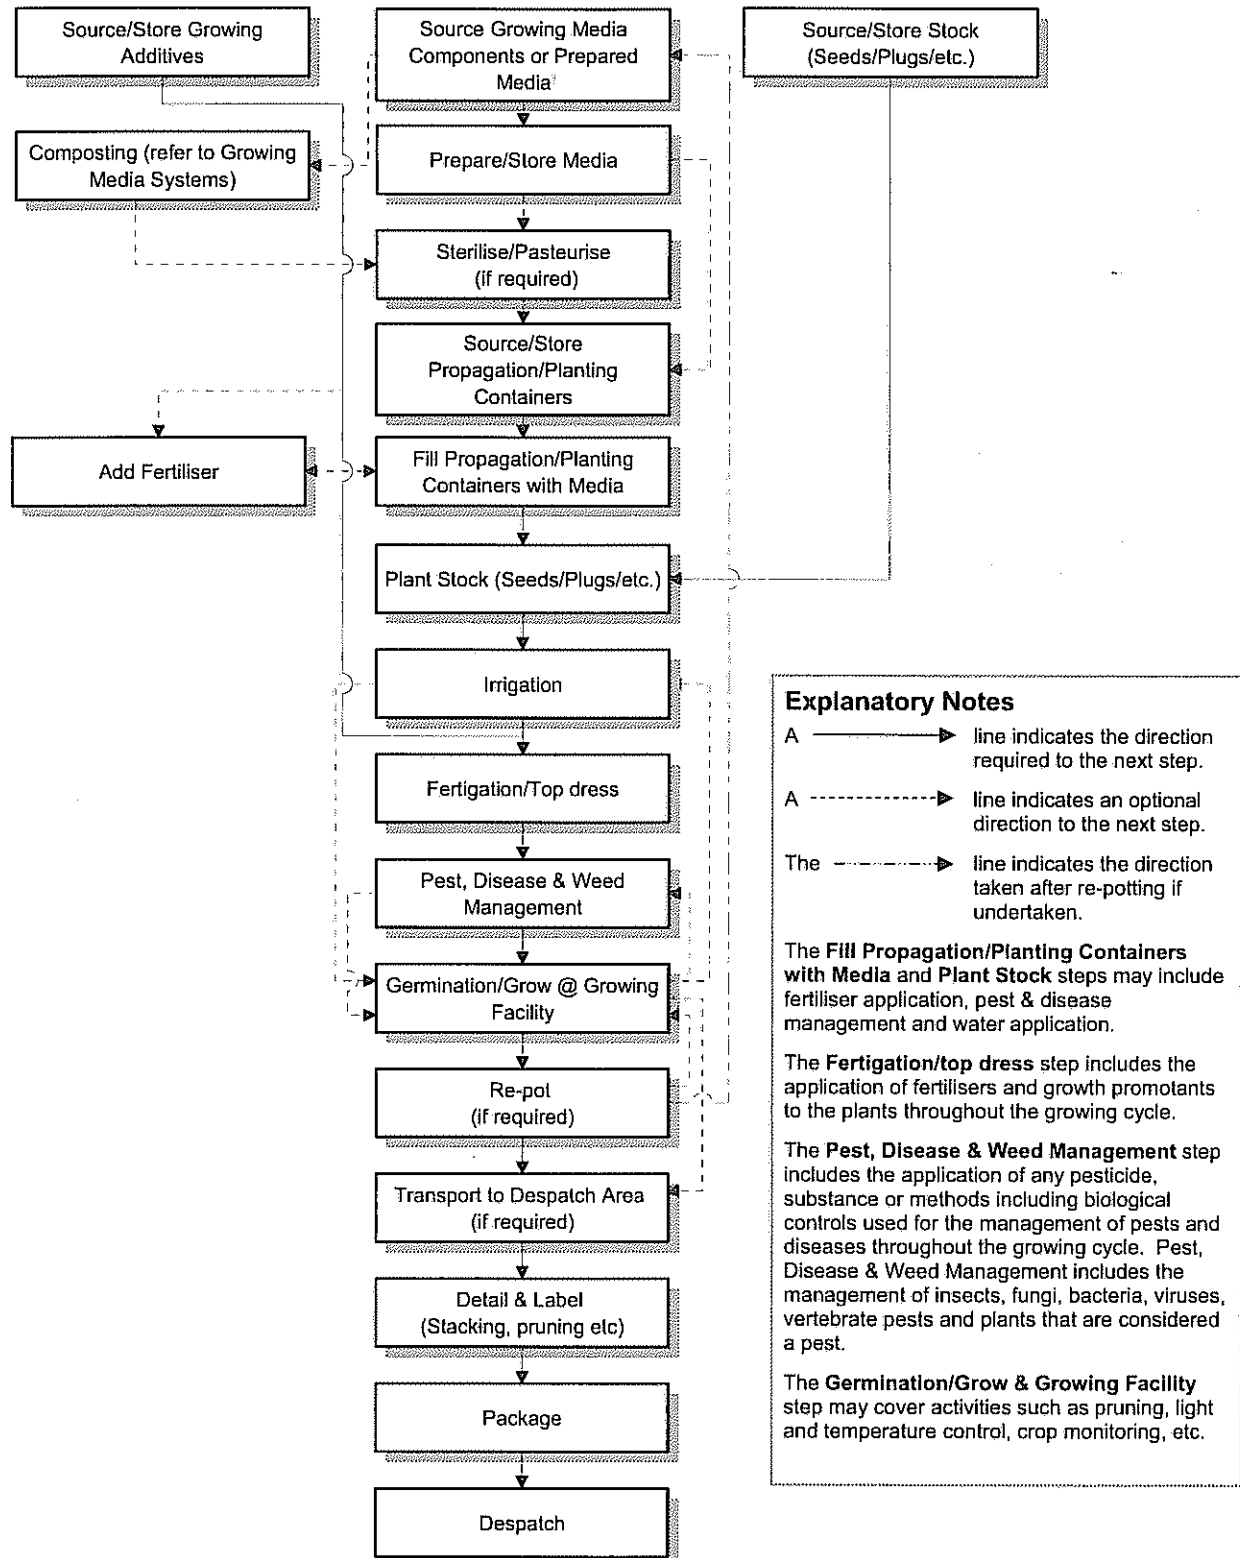 Source/Store Growing
Additives
Source Growing Media
Components or Prepared
Media
Source/Store Stock
(Seeds/Plugs/etc.)
Composting (refer to Growing
Media Systems)
Prepare/Store Media
Sterilise/Pasteurise
(if required)
Source/Store
Propagation/Planting
Containers
Add Fertiliser
Fill Propagation/Planting
Containers with Media
Plant Stock (Seeds/Plugs/etc.)
Irrigation
Fertigation/Top dress
Pest, Disease & Weed
Management
Germination/Grow @ Growing
Facility
Re-pot
(if required)
Transport to Despatch Area
(if required)
Detail & Label
(Stacking, pruning etc)
Package
Despatch
Explanatory Notes
A line indicates the direction
required to the next step.
A line indicates an optional
direction to the next step.
The line indicates the direction
taken after re-potting if
undertaken.
The Fill Propagation/Planting Containers
with Media and Plant Stock steps may include
fertiliser application, pest & disease
management and water application.
The Fertigation/top dress step includes the
application of fertilisers and growth promotants
to the plants throughout the growing cycle.
The Pest, Disease & Weed Management step
includes the application of any pesticide,
substance or methods including biological
controls used for the management of pests and
diseases throughout the growing cycle. Pest,
Disease & Weed Management includes the
management of insects, fungi, bacteria, viruses,
vertebrate pests and plants that are considered
a pest.
The Germination/Grow & Growing Facility
step may cover activities such as pruning, light
and temperature control, crop monitoring, etc.